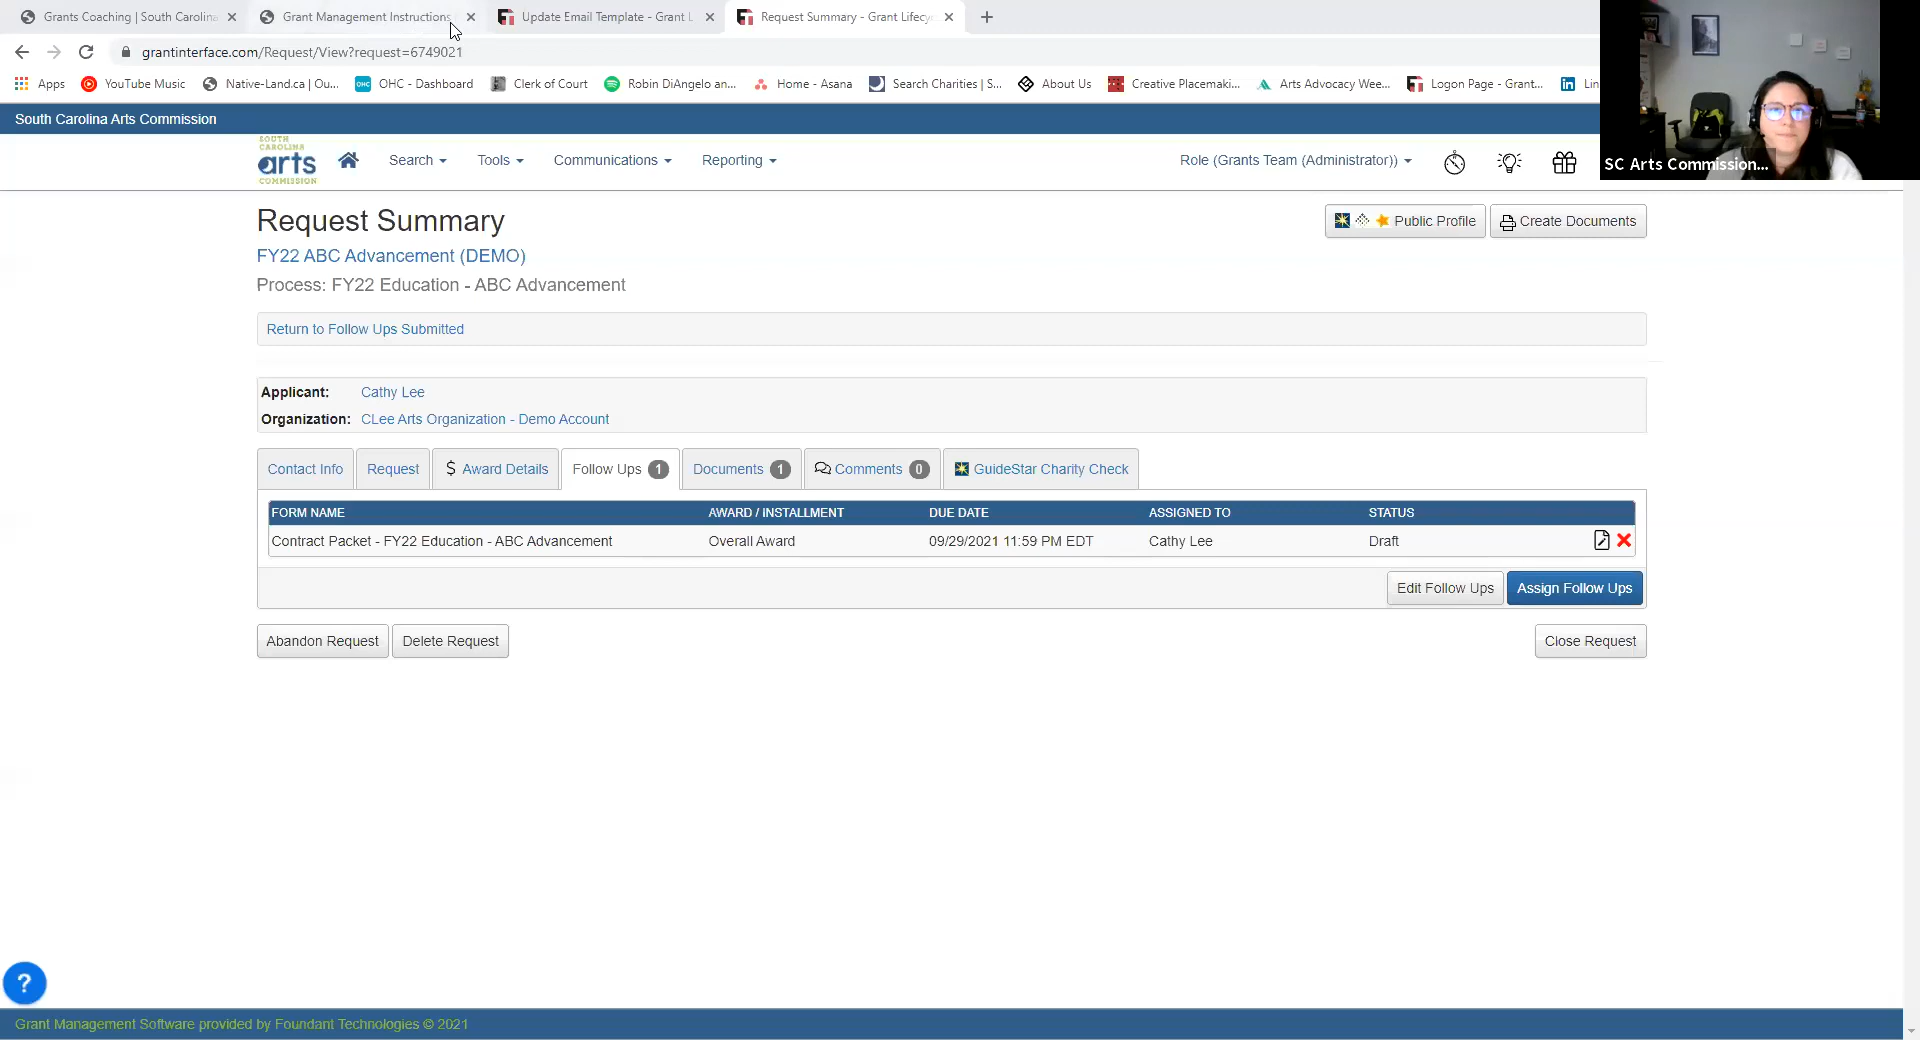 Grants Coaching | South Carolina
Grant Management Instructions
Update Email Template - Grant L
Request Summary - Grant Lifecyc
grantinterface.com/Request/View?request=6749021
Apps
YouTube Music
Native-Land.ca | Ou...
OHC OHC - Dashboard
Clerk of Court
Robin DiAngelo an...
Home - Asana
Search Charities | S...
About Us
Creative Placemaki...
Arts Advocacy Wee...
Logon Page - Grant...
in Lin
SC Arts Commission...
South Carolina Arts Commission
SOUTH CAROLINA arts COMMISSION
Search
Tools
Communications
Reporting
Role (Grants Team (Administrator))
Request Summary
Public Profile
Create Documents
FY22 ABC Advancement (DEMO)
Process: FY22 Education - ABC Advancement
Return to Follow Ups Submitted
Applicant: Cathy Lee
Organization: CLee Arts Organization - Demo Account
Contact Info
Request
$ Award Details
Follow Ups 1
Documents 1
Comments 0
GuideStar Charity Check
FORM NAME AWARD / INSTALLMENT DUE DATE ASSIGNED TO STATUS
Contract Packet - FY22 Education - ABC Advancement Overall Award 09/29/2021 11:59 PM EDT Cathy Lee Draft
Edit Follow Ups
Assign Follow Ups
Abandon Request
Delete Request
Close Request
?
Grant Management Software provided by Foundant Technologies © 2021